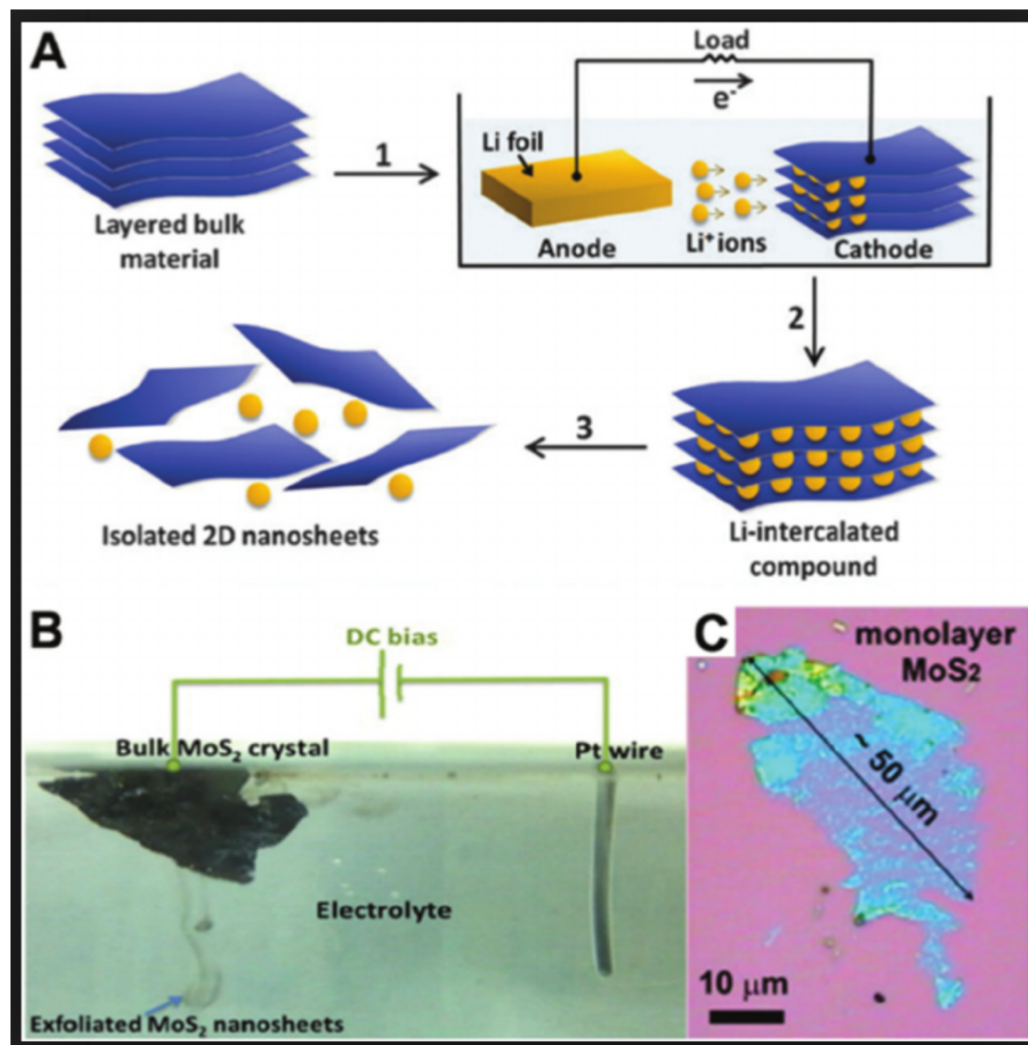 A
Load
e⁻
Li foil
1
Layered bulk
material
Anode
Li⁺ ions
Cathode
2
3
Isolated 2D nanosheets
Li-intercalated
compound
B
DC bias
Bulk MoS₂ crystal
Pt wire
Electrolyte
Exfoliated MoS₂ nanosheets
C
monolayer
MoS₂
~ 50 μm
10 μm